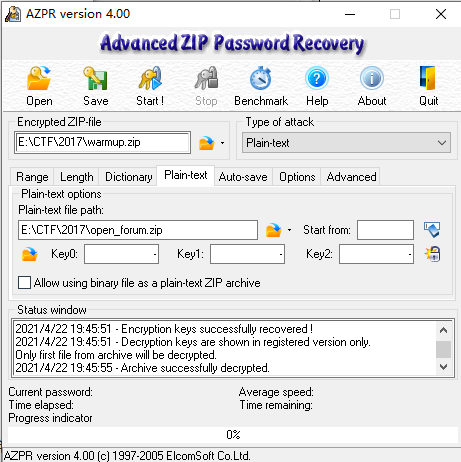 AZPR version 4.00
Advanced ZIP Password Recovery
Open Save Start ! Stop Benchmark Help About Quit
Encrypted ZIP-file Type of attack
E:\CTF\2017\warmup.zip Plain-text
Range Length Dictionary Plain-text Auto-save Options Advanced
Plain-text options
Plain-text file path:
E:\CTF\2017\open_forum.zip Start from:
Key0: - Key1: - Key2: -
Allow using binary file as a plain-text ZIP archive
Status window
2021/4/22 19:45:51 - Encryption keys successfully recovered !
2021/4/22 19:45:51 - Decryption keys are shown in registered version only.
Only first file from archive will be decrypted.
2021/4/22 19:45:55 - Archive successfully decrypted.
Current password: Average speed:
Time elapsed: Time remaining:
Progress indicator
0%
AZPR version 4.00 (c) 1997-2005 ElcomSoft Co.Ltd.